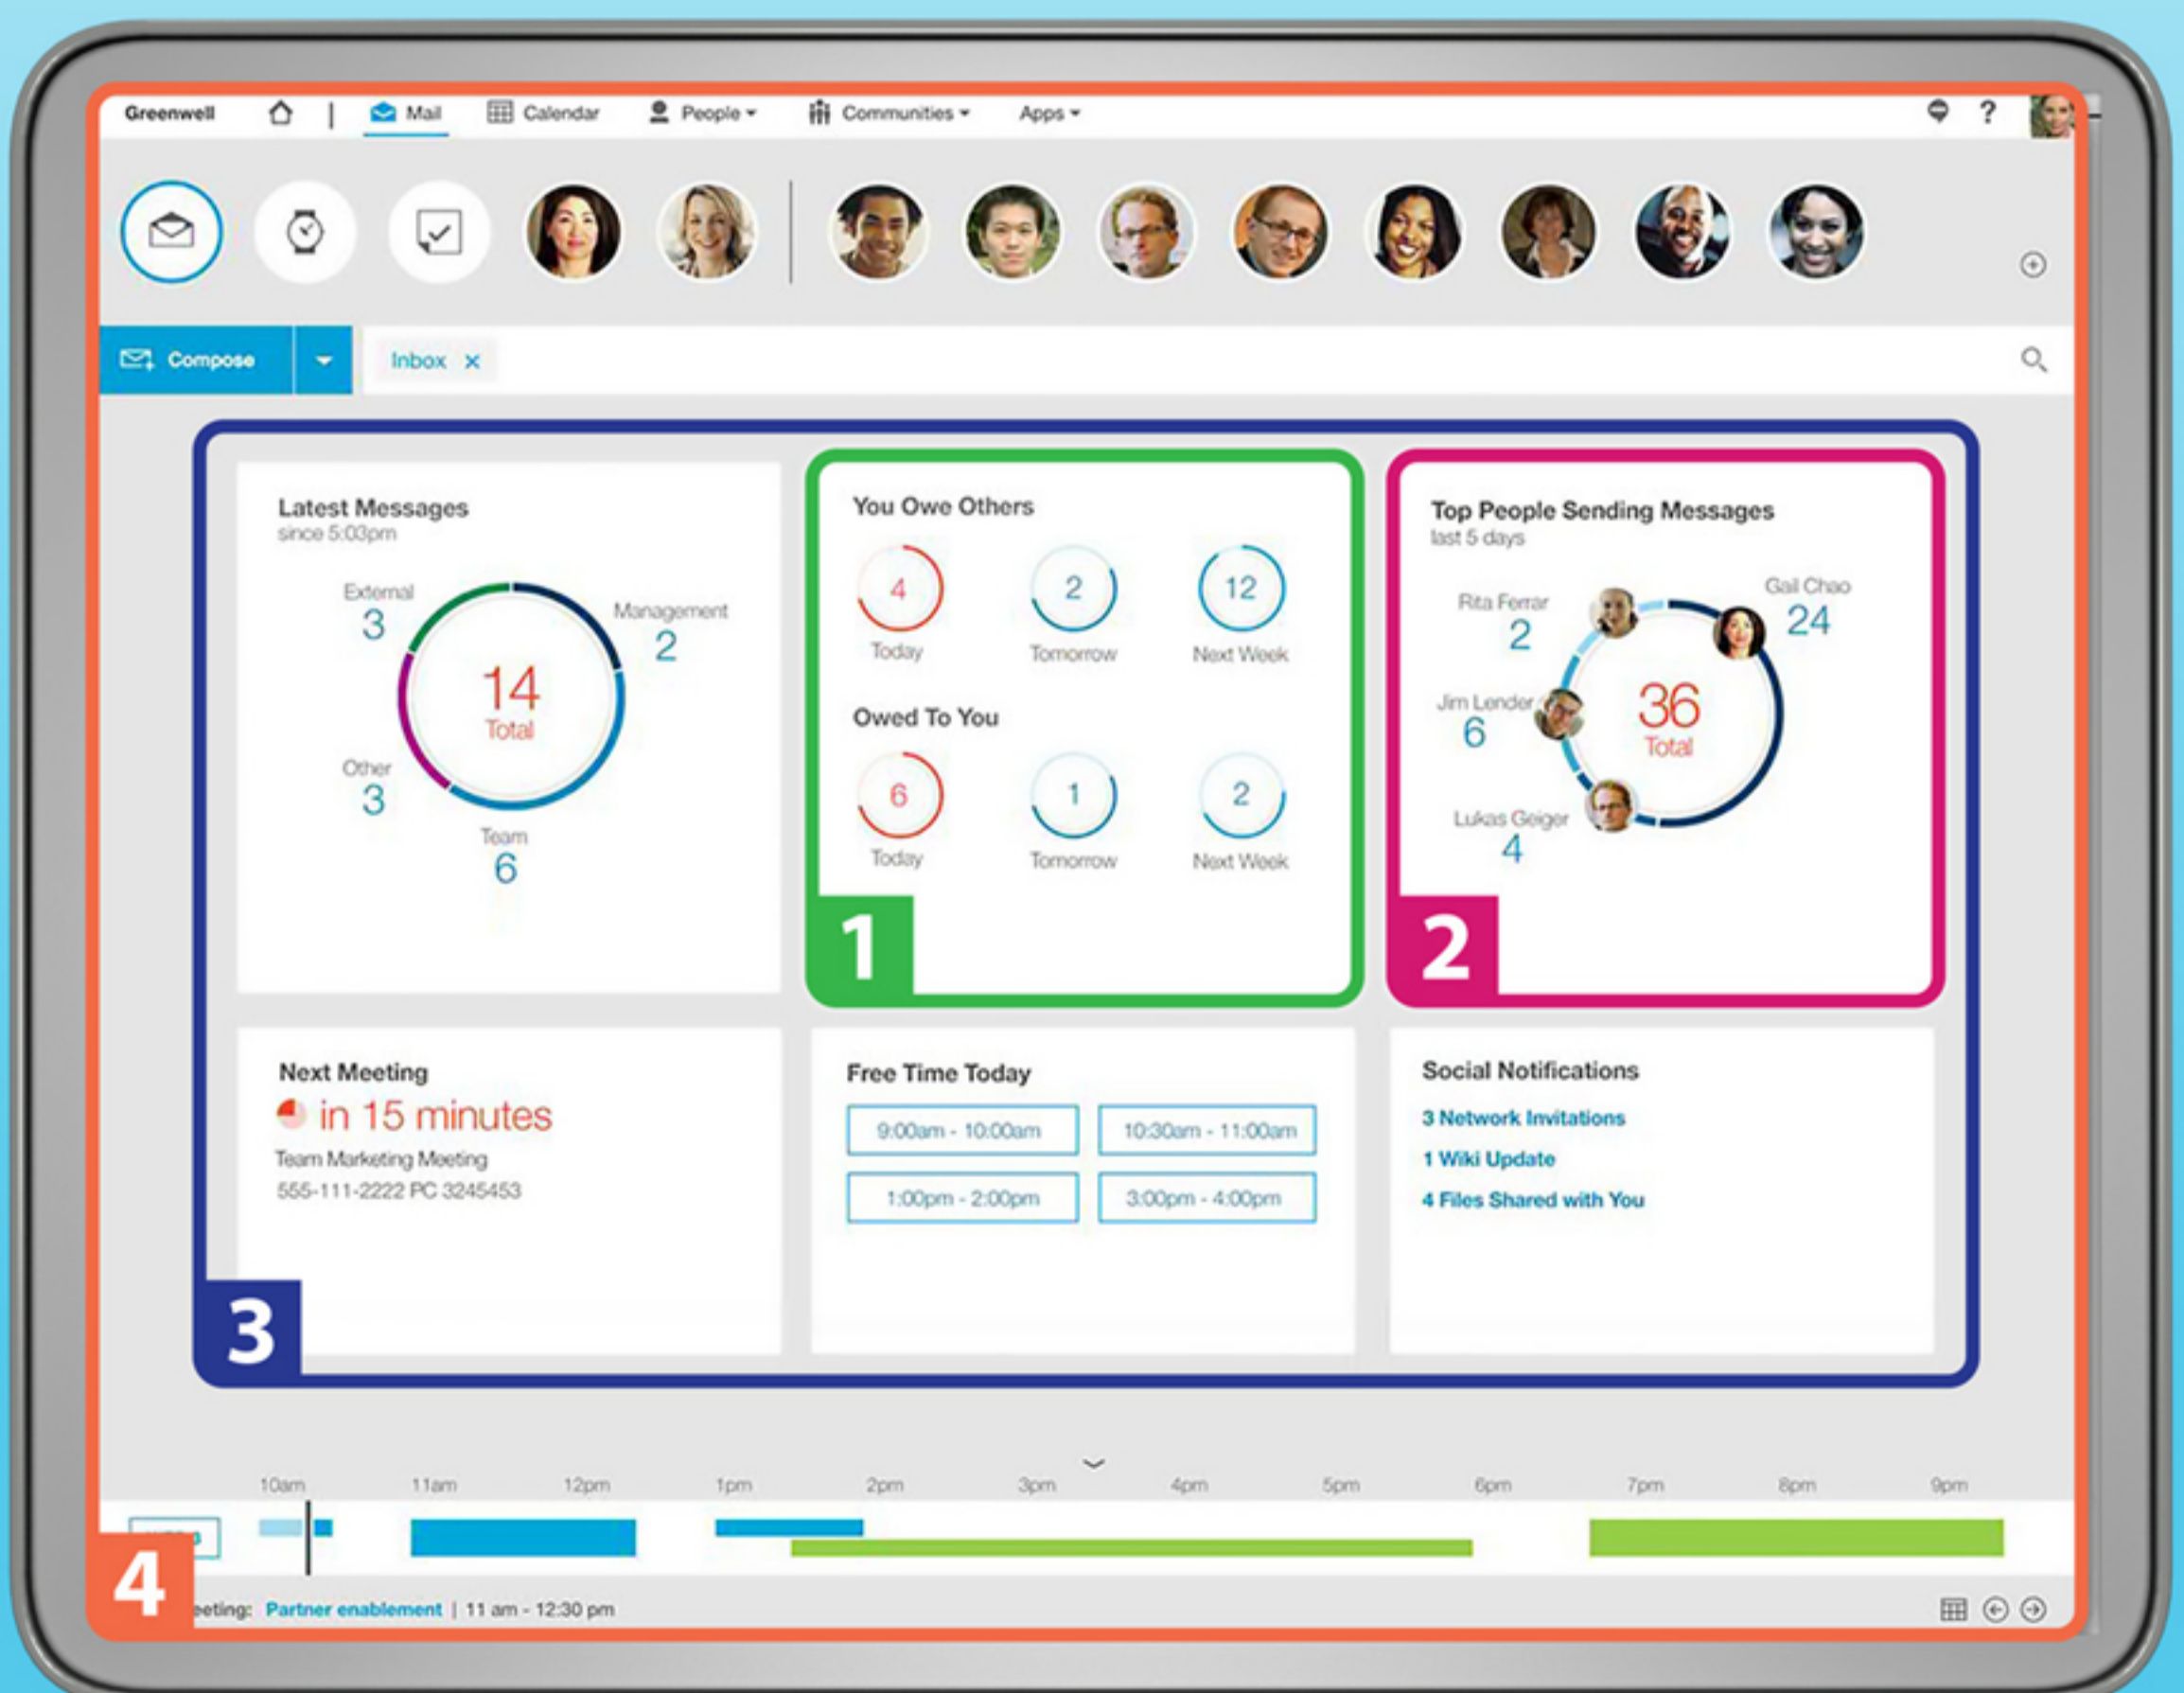 Greenwell | Mail Calendar People Communities Apps ?
Compose Inbox ×
Latest Messages
since 5:03pm
External
3
Management
2
14
Total
Other
3
Team
6
You Owe Others
4 2 12
Today Tomorrow Next Week
Owed To You
6 1 2
Today Tomorrow Next Week
1
Top People Sending Messages
last 5 days
Rita Ferrar
2
Gail Chao
24
Jim Lender
6
36
Total
Lukas Geiger
4
2
Next Meeting
in 15 minutes
Team Marketing Meeting
555-111-2222 PC 3245453
Free Time Today
9:00am - 10:00am 10:30am - 11:00am
1:00pm - 2:00pm 3:00pm - 4:00pm
Social Notifications
3 Network Invitations
1 Wiki Update
4 Files Shared with You
3
10am 11am 12pm 1pm 2pm 3pm 4pm 5pm 6pm 7pm 8pm 9pm
4
eeting: Partner enablement | 11 am - 12:30 pm